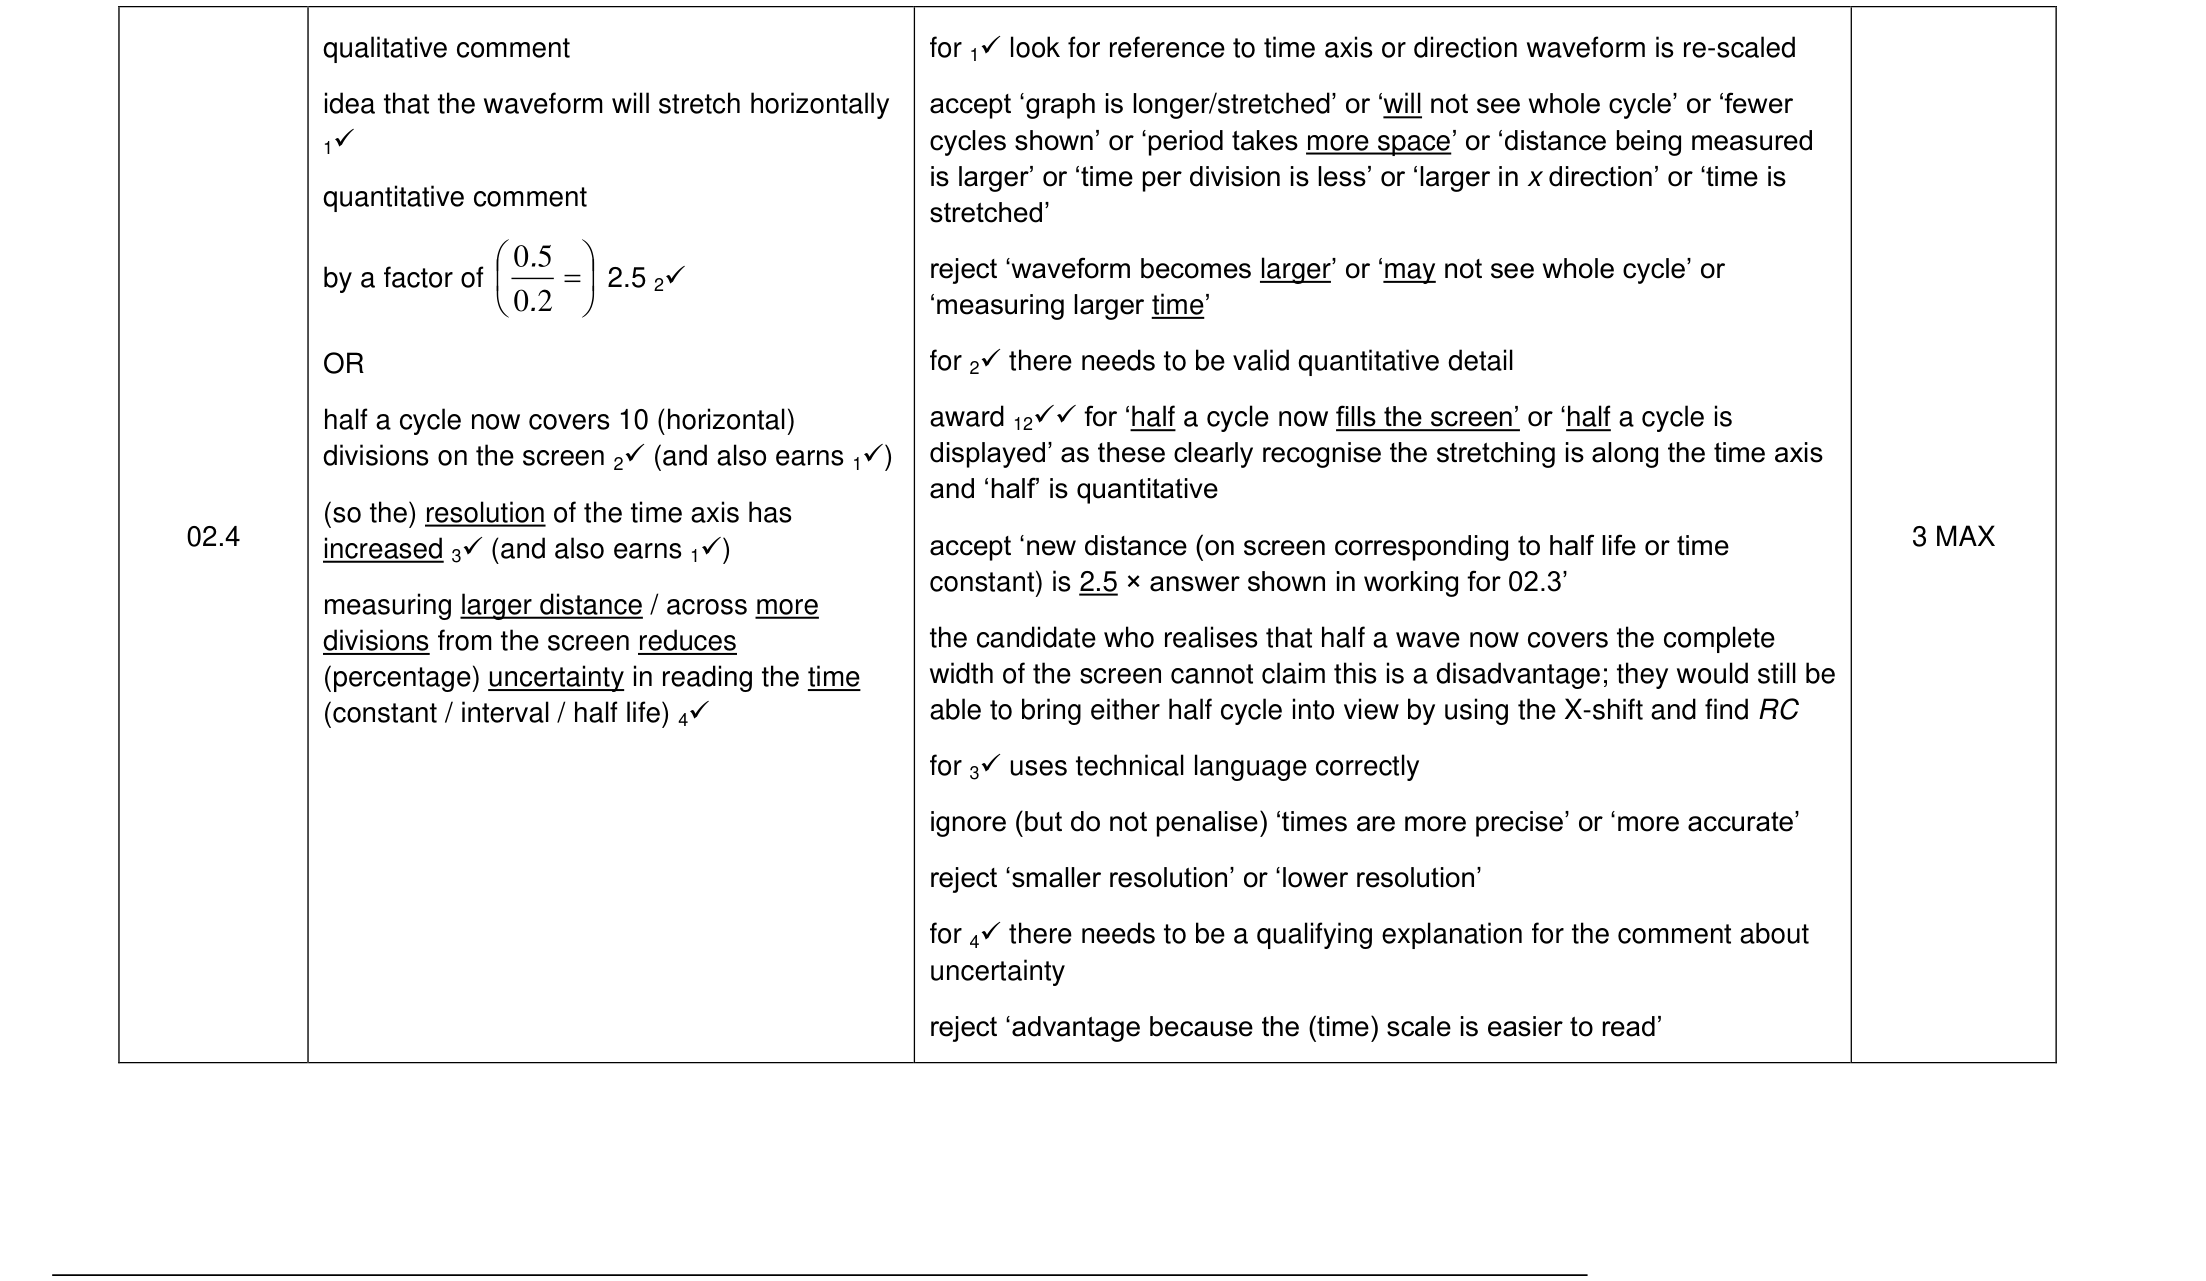 02.4
qualitative comment
idea that the waveform will stretch horizontally
1✓
quantitative comment
by a factor of (0.5/0.2 =) 2.5 2✓
OR
half a cycle now covers 10 (horizontal)
divisions on the screen 2✓ (and also earns 1✓)
(so the) resolution of the time axis has
increased 3✓ (and also earns 1✓)
measuring larger distance / across more
divisions from the screen reduces
(percentage) uncertainty in reading the time
(constant / interval / half life) 4✓
for 1✓ look for reference to time axis or direction waveform is re-scaled
accept ‘graph is longer/stretched’ or ‘will not see whole cycle’ or ‘fewer
cycles shown’ or ‘period takes more space’ or ‘distance being measured
is larger’ or ‘time per division is less’ or ‘larger in x direction’ or ‘time is
stretched’
reject ‘waveform becomes larger’ or ‘may not see whole cycle’ or
‘measuring larger time’
for 2✓ there needs to be valid quantitative detail
award 12✓✓ for ‘half a cycle now fills the screen’ or ‘half a cycle is
displayed’ as these clearly recognise the stretching is along the time axis
and ‘half’ is quantitative
accept ‘new distance (on screen corresponding to half life or time
constant) is 2.5 × answer shown in working for 02.3’
the candidate who realises that half a wave now covers the complete
width of the screen cannot claim this is a disadvantage; they would still be
able to bring either half cycle into view by using the X-shift and find RC
for 3✓ uses technical language correctly
ignore (but do not penalise) ‘times are more precise’ or ‘more accurate’
reject ‘smaller resolution’ or ‘lower resolution’
for 4✓ there needs to be a qualifying explanation for the comment about
uncertainty
reject ‘advantage because the (time) scale is easier to read’
3 MAX